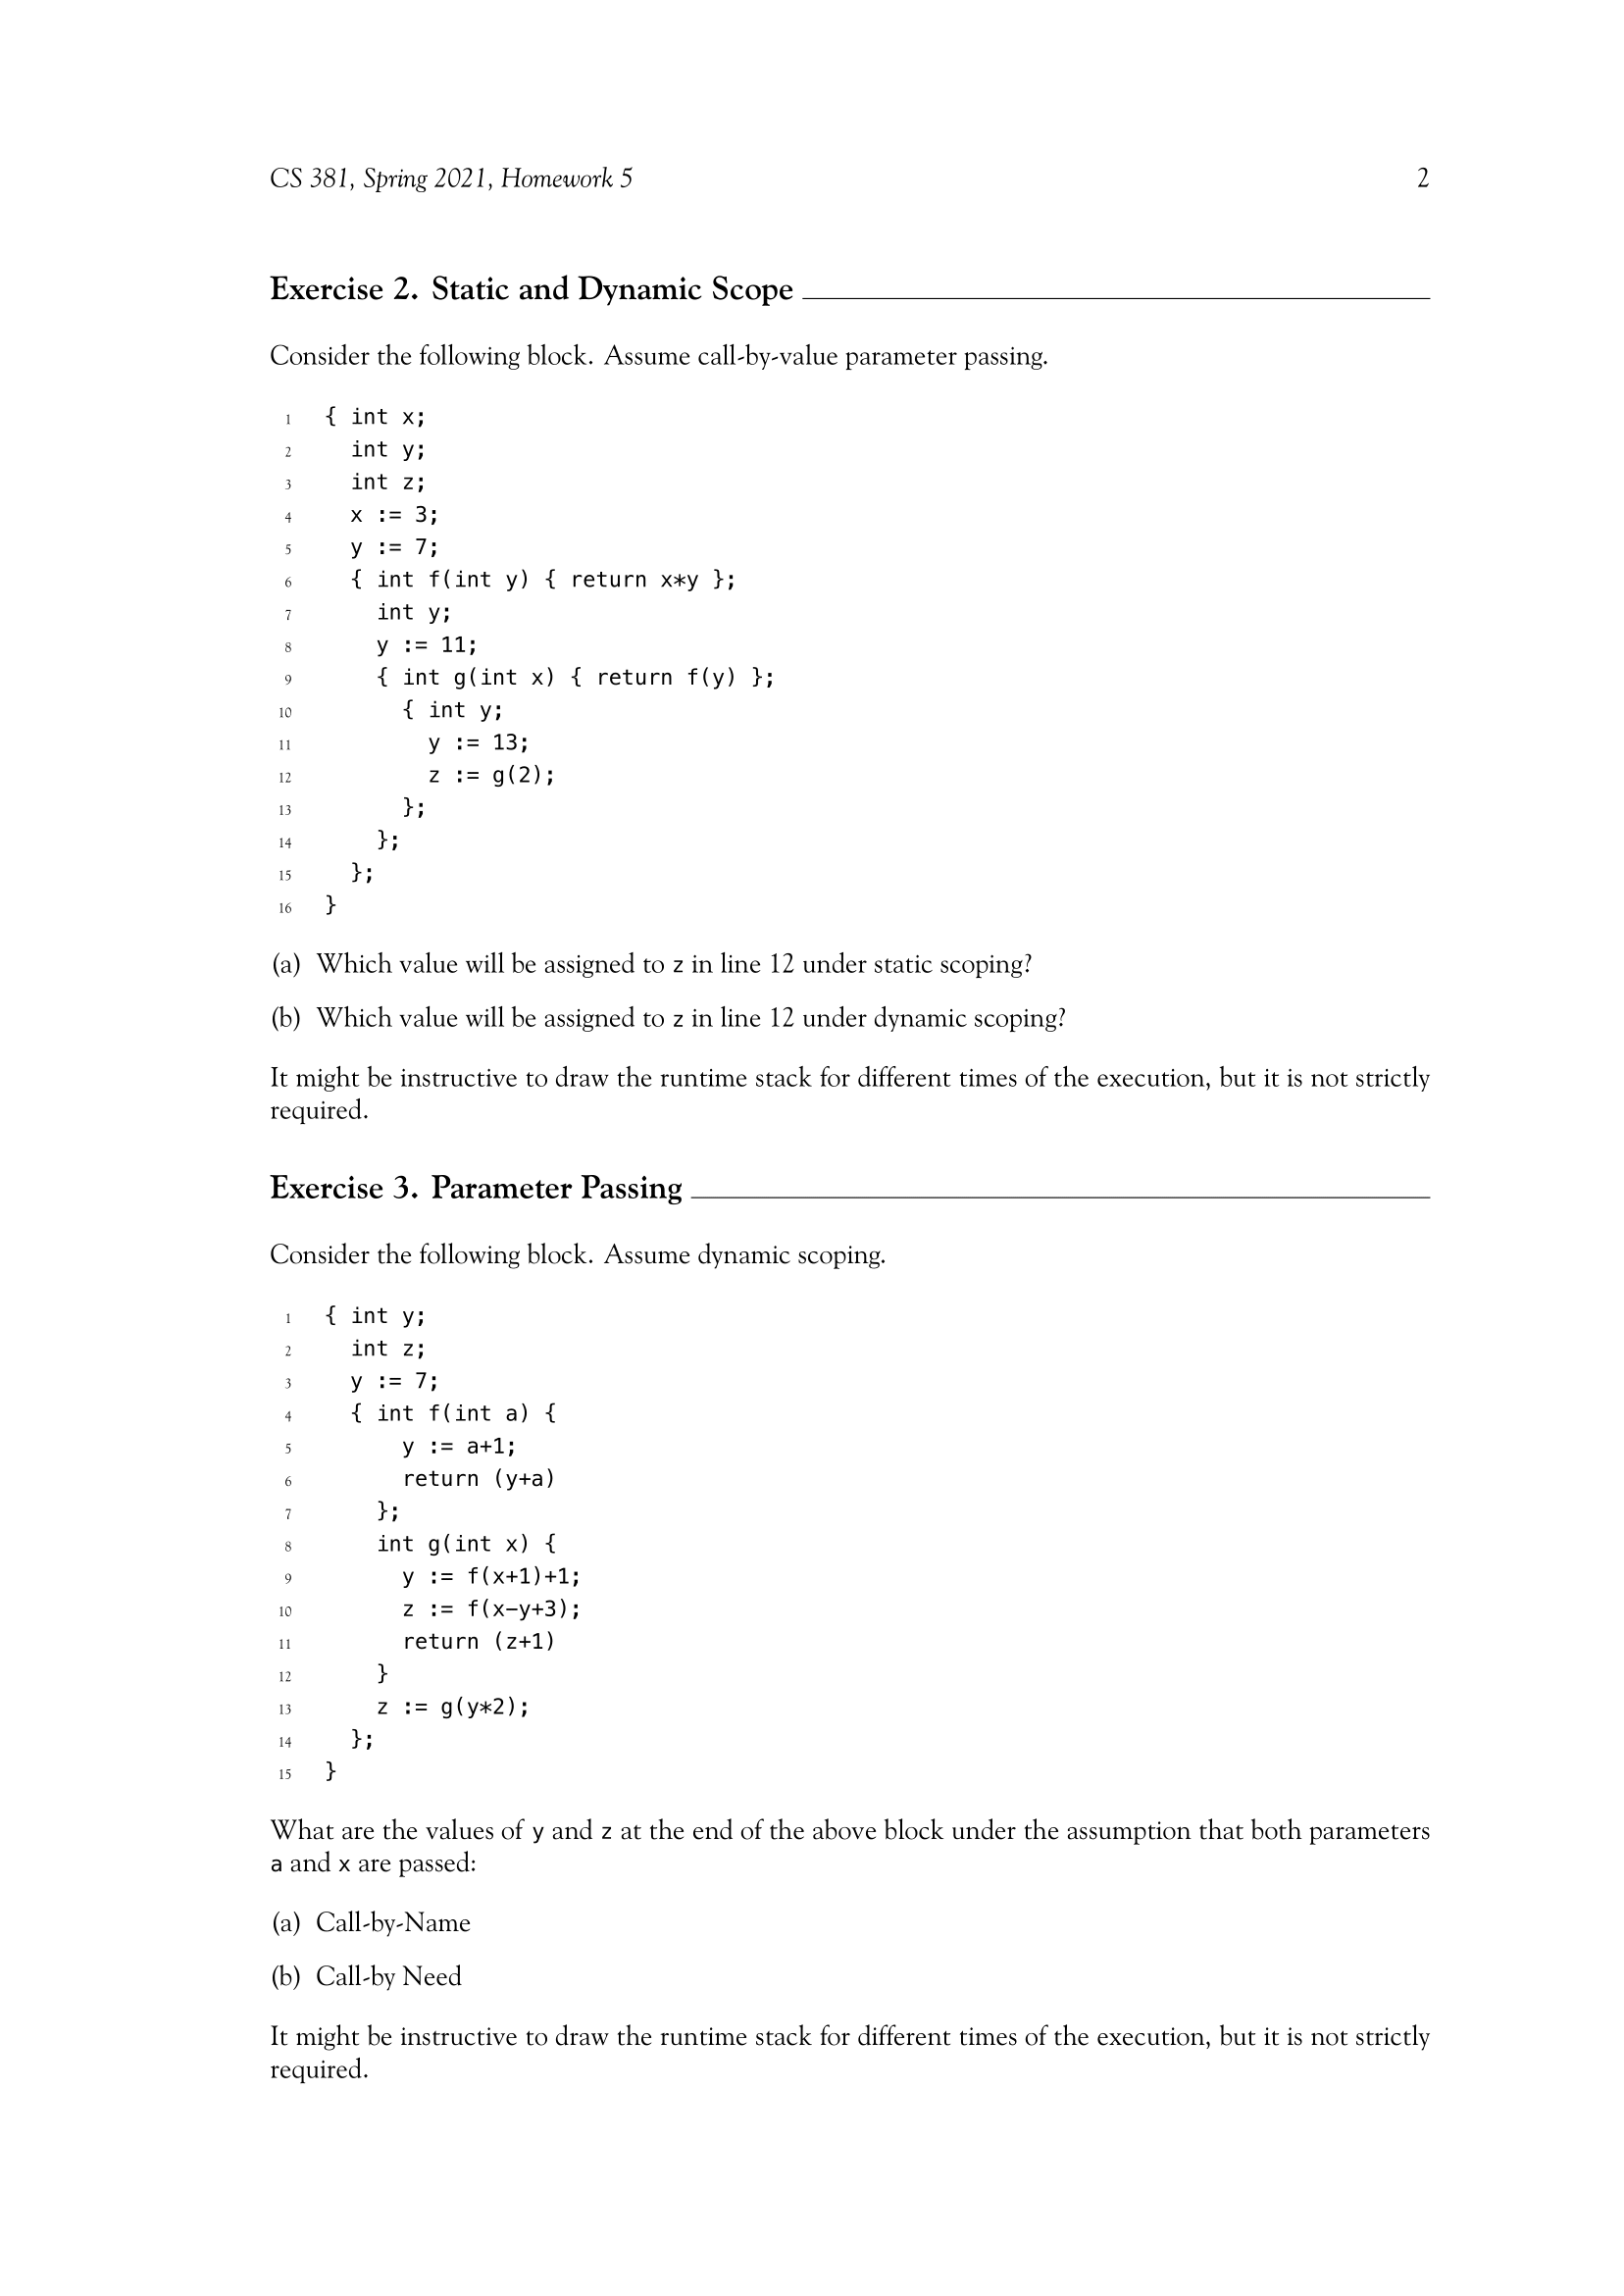 CS 381, Spring 2021, Homework 5 2
Exercise 2. Static and Dynamic Scope
Consider the following block. Assume call-by-value parameter passing.
1 { int x;
2 int y;
3 int z;
4 x := 3;
5 y := 7;
6 { int f(int y) { return x*y };
7 int y;
8 y := 11;
9 { int g(int x) { return f(y) };
10 { int y;
11 y := 13;
12 z := g(2);
13 };
14 };
15 };
16 }
(a) Which value will be assigned to z in line 12 under static scoping?
(b) Which value will be assigned to z in line 12 under dynamic scoping?
It might be instructive to draw the runtime stack for different times of the execution, but it is not strictly
required.
Exercise 3. Parameter Passing
Consider the following block. Assume dynamic scoping.
1 { int y;
2 int z;
3 y := 7;
4 { int f(int a) {
5 y := a+1;
6 return (y+a)
7 };
8 int g(int x) {
9 y := f(x+1)+1;
10 z := f(x−y+3);
11 return (z+1)
12 }
13 z := g(y*2);
14 };
15 }
What are the values of y and z at the end of the above block under the assumption that both parameters
a and x are passed:
(a) Call-by-Name
(b) Call-by Need
It might be instructive to draw the runtime stack for different times of the execution, but it is not strictly
required.